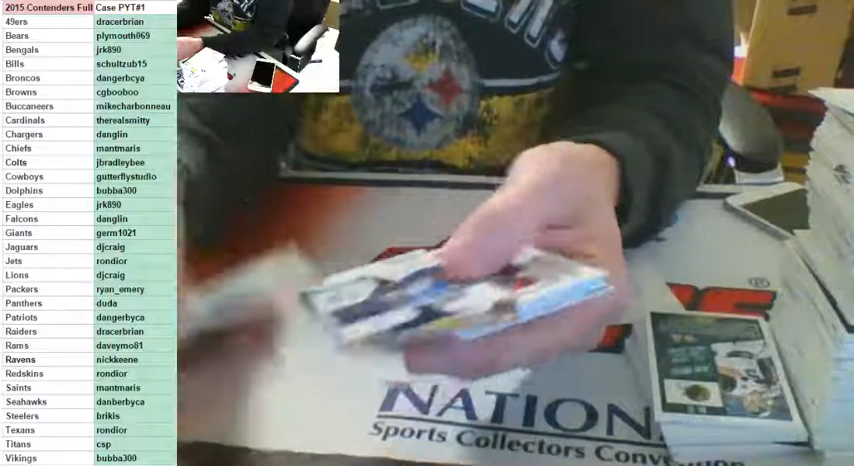 2015 Contenders Full Case PYT#1
49ers dracerbrian
Bears plymouth069
Bengals jrk890
Bills schultzub15
Broncos dangerbcya
Browns cgbooboo
Buccaneers mikecharbonneau
Cardinals therealsmitty
Chargers danglin
Chiefs mantmaris
Colts jbradleybee
Cowboys gutterflystudio
Dolphins bubba300
Eagles jrk890
Falcons danglin
Giants germ1021
Jaguars djcraig
Jets rondior
Lions djcraig
Packers ryan_emery
Panthers duda
Patriots dangerbyca
Raiders dracerbrian
Rams daveymo81
Ravens nickkeene
Redskins rondior
Saints mantmaris
Seahawks danberbyca
Steelers brikis
Texans rondior
Titans csp
Vikings bubba300
®
NATION
Sports Collectors